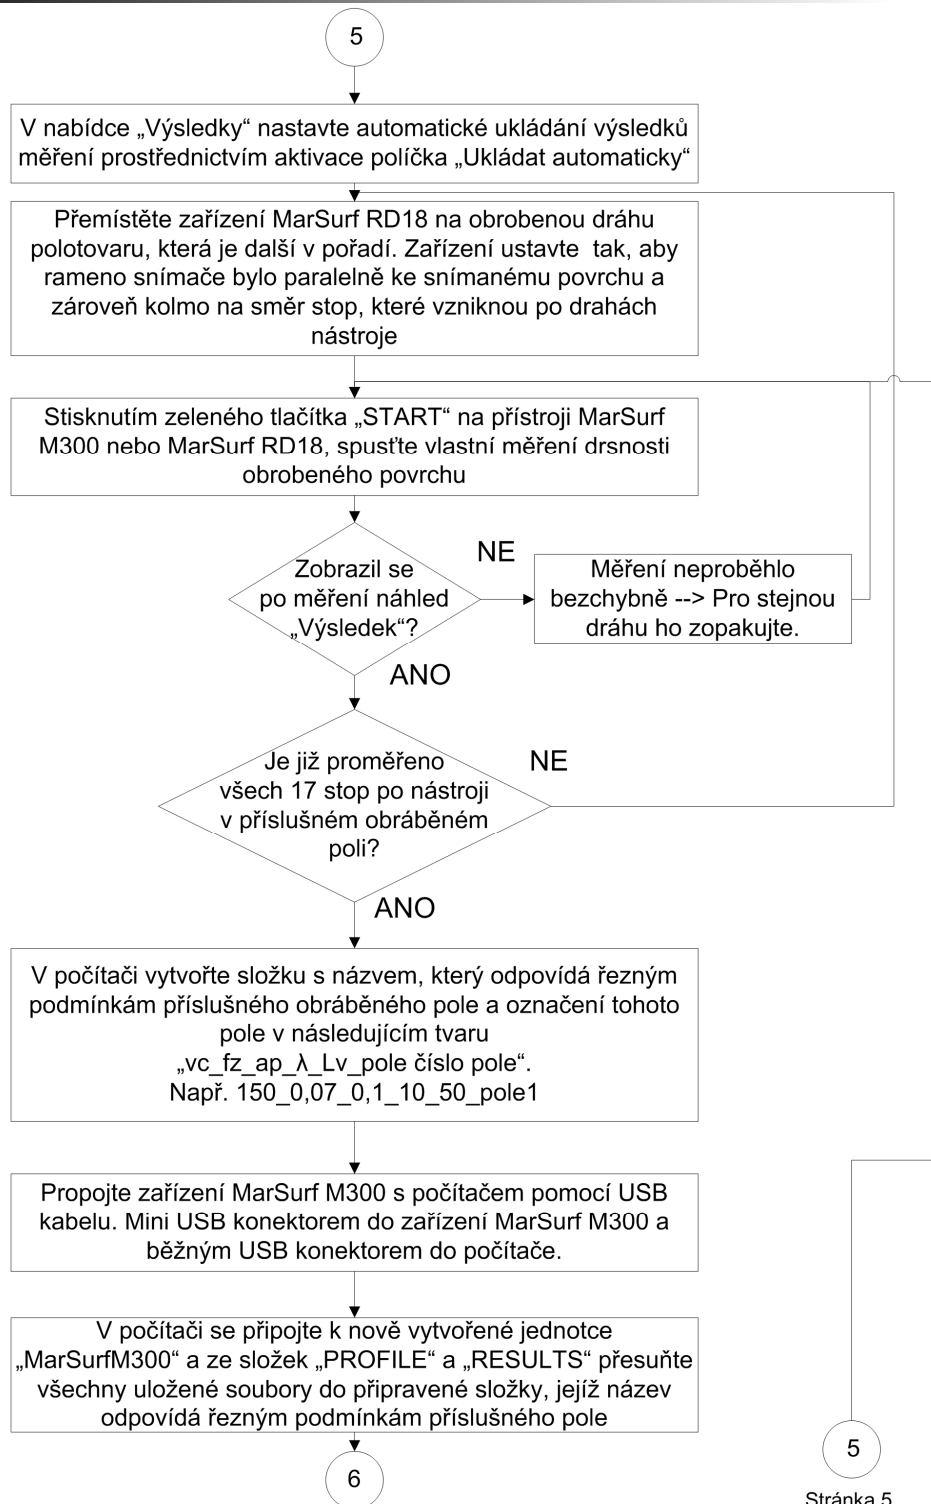 5
V nabídce „Výsledky“ nastavte automatické ukládání výsledků
měření prostřednictvím aktivace políčka „Ukládat automaticky“
Přemístěte zařízení MarSurf RD18 na obrobenou dráhu
polotovaru, která je další v pořadí. Zařízení ustavte tak, aby
rameno snímače bylo paralelně ke snímanému povrchu a
zároveň kolmo na směr stop, které vzniknou po drahách
nástroje
Stisknutím zeleného tlačítka „START“ na přístroji MarSurf
M300 nebo MarSurf RD18, spusťte vlastní měření drsnosti
obrobeného povrchu
Zobrazil se
po měření náhled
„Výsledek“?
NE
Měření neproběhlo
bezchybně --> Pro stejnou
dráhu ho zopakujte.
ANO
Je již proměřeno
všech 17 stop po nástroji
v příslušném obráběném
poli?
NE
ANO
V počítači vytvořte složku s názvem, který odpovídá řezným
podmínkám příslušného obráběného pole a označení tohoto
pole v následujícím tvaru
„vc_fz_ap_λ_Lv_pole číslo pole“.
Např. 150_0,07_0,1_10_50_pole1
Propojte zařízení MarSurf M300 s počítačem pomocí USB
kabelu. Mini USB konektorem do zařízení MarSurf M300 a
běžným USB konektorem do počítače.
V počítači se připojte k nově vytvořené jednotce
„MarSurfM300“ a ze složek „PROFILE“ a „RESULTS“ přesuňte
všechny uložené soubory do připravené složky, jejíž název
odpovídá řezným podmínkám příslušného pole
6
5
Stránka 5